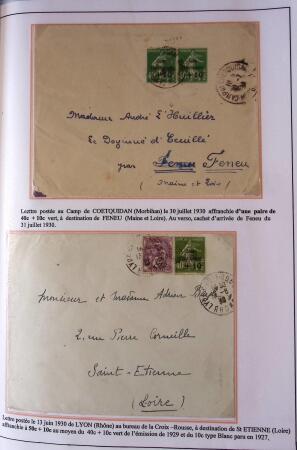 Madame André L'Huillier
Le Doyenné d'Ecuillé
par Feneu Feneu
(Maine et Loire)
Lettre postée au Camp de COETQUIDAN (Morbihan) le 30 juillet 1930 affranchie d'une paire de
40c + 10c vert, à destination de FENEU (Maine et Loire). Au verso, cachet d'arrivée de Feneu du
31 juillet 1930.
Monsieur et Madame Adrien
2, rue Pierre Corneille
Saint-Etienne
(Loire)
Lettre postée le 13 juin 1930 de LYON (Rhône) au bureau de la Croix –Rousse, à destination de St ETIENNE (Loire)
affranchie à 50c + 10c au moyen du 40c + 10c vert de l'émission de 1929 et du 10c type Blanc paru en 1927.